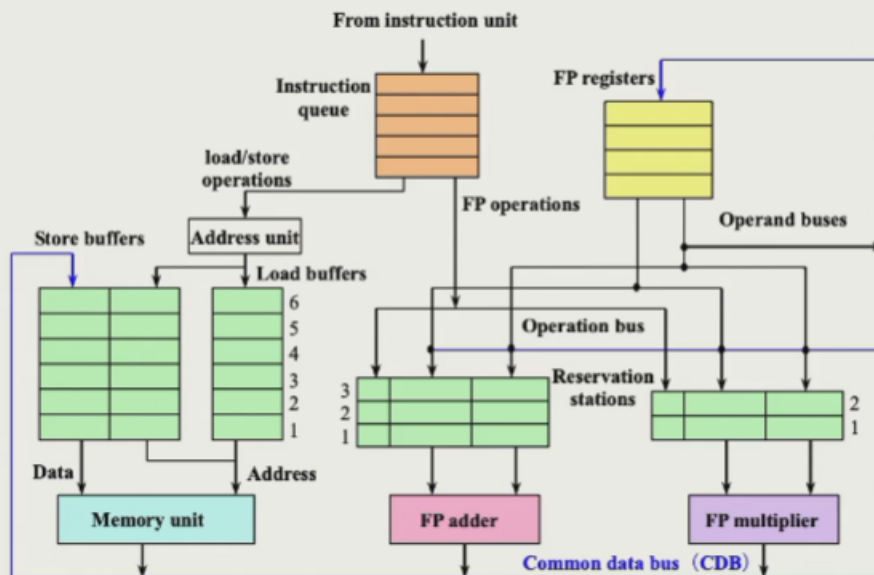 From instruction unit
Instruction
queue
FP registers
load/store
operations
FP operations
Operand buses
Store buffers
Address unit
Load buffers
6
5
4
3
2
1
Operation bus
Reservation
stations
3
2
1
2
1
Data
Address
Memory unit
FP adder
FP multiplier
Common data bus（CDB）